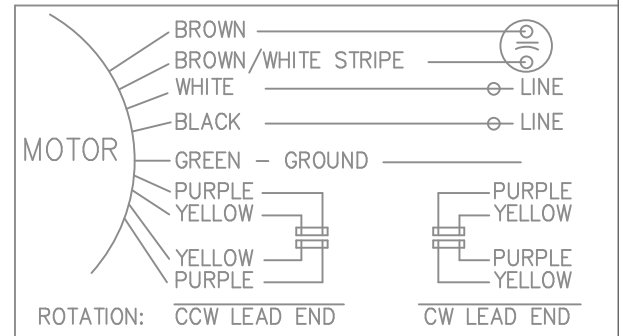 BROWN
BROWN/WHITE STRIPE
WHITE LINE
BLACK LINE
MOTOR
GREEN - GROUND
PURPLE PURPLE
YELLOW YELLOW
YELLOW PURPLE
PURPLE YELLOW
ROTATION: CCW LEAD END CW LEAD END